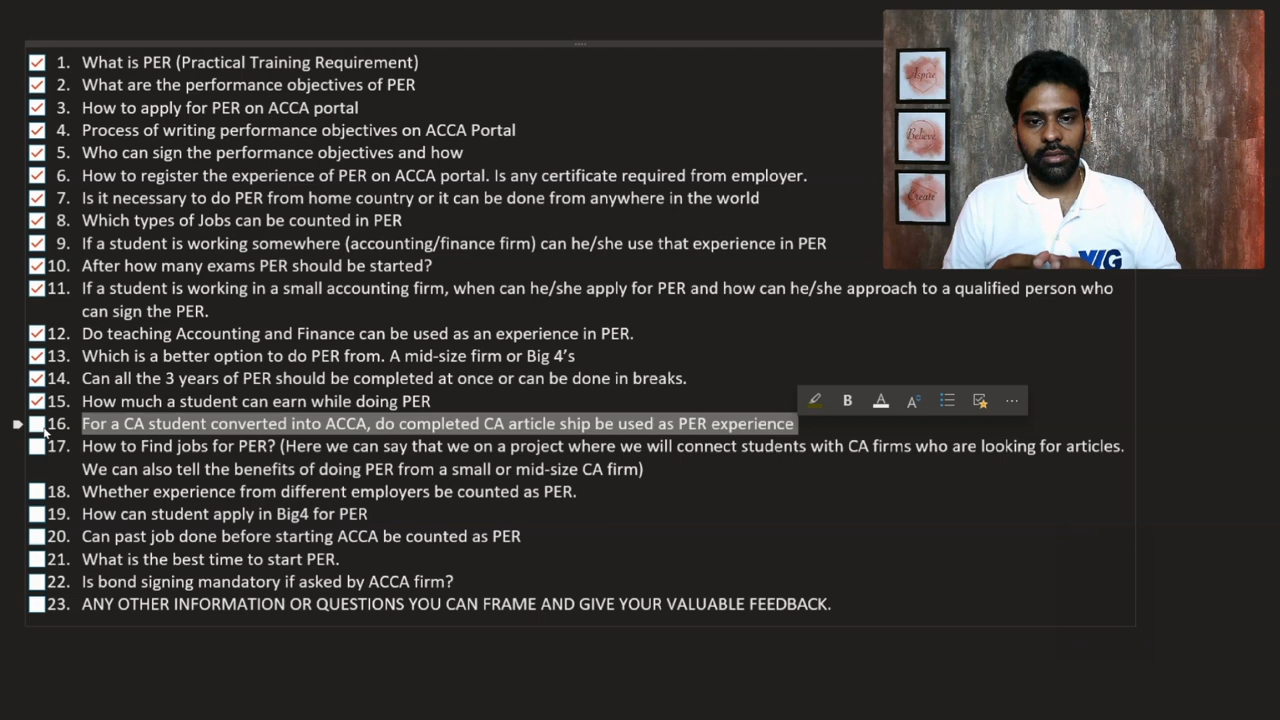 1. What is PER (Practical Training Requirement)
2. What are the performance objectives of PER
3. How to apply for PER on ACCA portal
4. Process of writing performance objectives on ACCA Portal
5. Who can sign the performance objectives and how
6. How to register the experience of PER on ACCA portal. Is any certificate required from employer.
7. Is it necessary to do PER from home country or it can be done from anywhere in the world
8. Which types of Jobs can be counted in PER
9. If a student is working somewhere (accounting/finance firm) can he/she use that experience in PER
10. After how many exams PER should be started?
11. If a student is working in a small accounting firm, when can he/she apply for PER and how can he/she approach to a qualified person who
can sign the PER.
12. Do teaching Accounting and Finance can be used as an experience in PER.
13. Which is a better option to do PER from. A mid-size firm or Big 4’s
14. Can all the 3 years of PER should be completed at once or can be done in breaks.
15. How much a student can earn while doing PER
16. For a CA student converted into ACCA, do completed CA article ship be used as PER experience
17. How to Find jobs for PER? (Here we can say that we on a project where we will connect students with CA firms who are looking for articles.
We can also tell the benefits of doing PER from a small or mid-size CA firm)
18. Whether experience from different employers be counted as PER.
19. How can student apply in Big4 for PER
20. Can past job done before starting ACCA be counted as PER
21. What is the best time to start PER.
22. Is bond signing mandatory if asked by ACCA firm?
23. ANY OTHER INFORMATION OR QUESTIONS YOU CAN FRAME AND GIVE YOUR VALUABLE FEEDBACK.
B A A
Aspire
Believe
Create